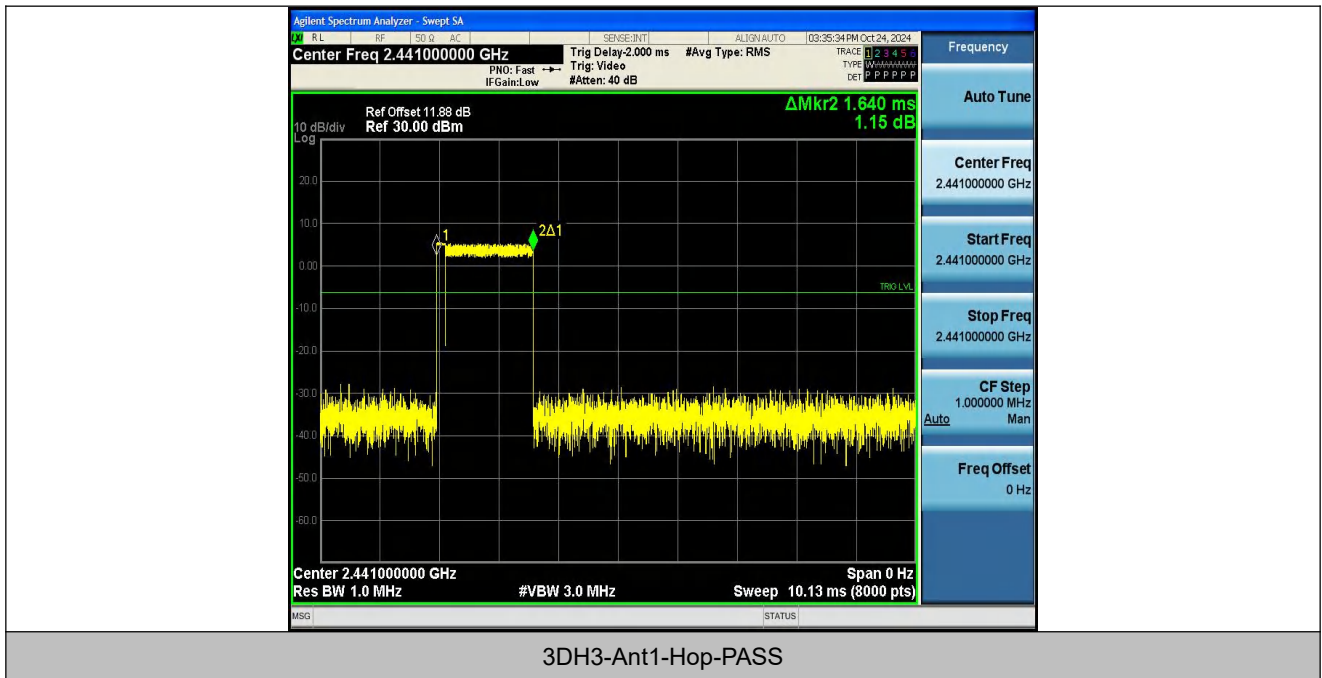 Agilent Spectrum Analyzer - Swept SA
LXI RL RF 50 Ω AC SENSE:INT ALIGN AUTO 03:35:34 PM Oct 24, 2024
Center Freq 2.441000000 GHz
Trig Delay-2.000 ms #Avg Type: RMS TRACE 1 2 3 4 5 6
PNO: Fast Trig: Video TYPE
IFGain:Low #Atten: 40 dB DET P P P P P P
Frequency
ΔMkr2 1.640 ms
1.15 dB
Ref Offset 11.88 dB
10 dB/div Ref 30.00 dBm
Log
20.0
10.0
0.00
-10.0
-20.0
-30.0
-40.0
-50.0
-60.0
1
2Δ1
TRIG LVL
Center 2.441000000 GHz Span 0 Hz
Res BW 1.0 MHz #VBW 3.0 MHz Sweep 10.13 ms (8000 pts)
MSG STATUS
Auto Tune
Center Freq
2.441000000 GHz
Start Freq
2.441000000 GHz
Stop Freq
2.441000000 GHz
CF Step
1.000000 MHz
Auto Man
Freq Offset
0 Hz
3DH3-Ant1-Hop-PASS